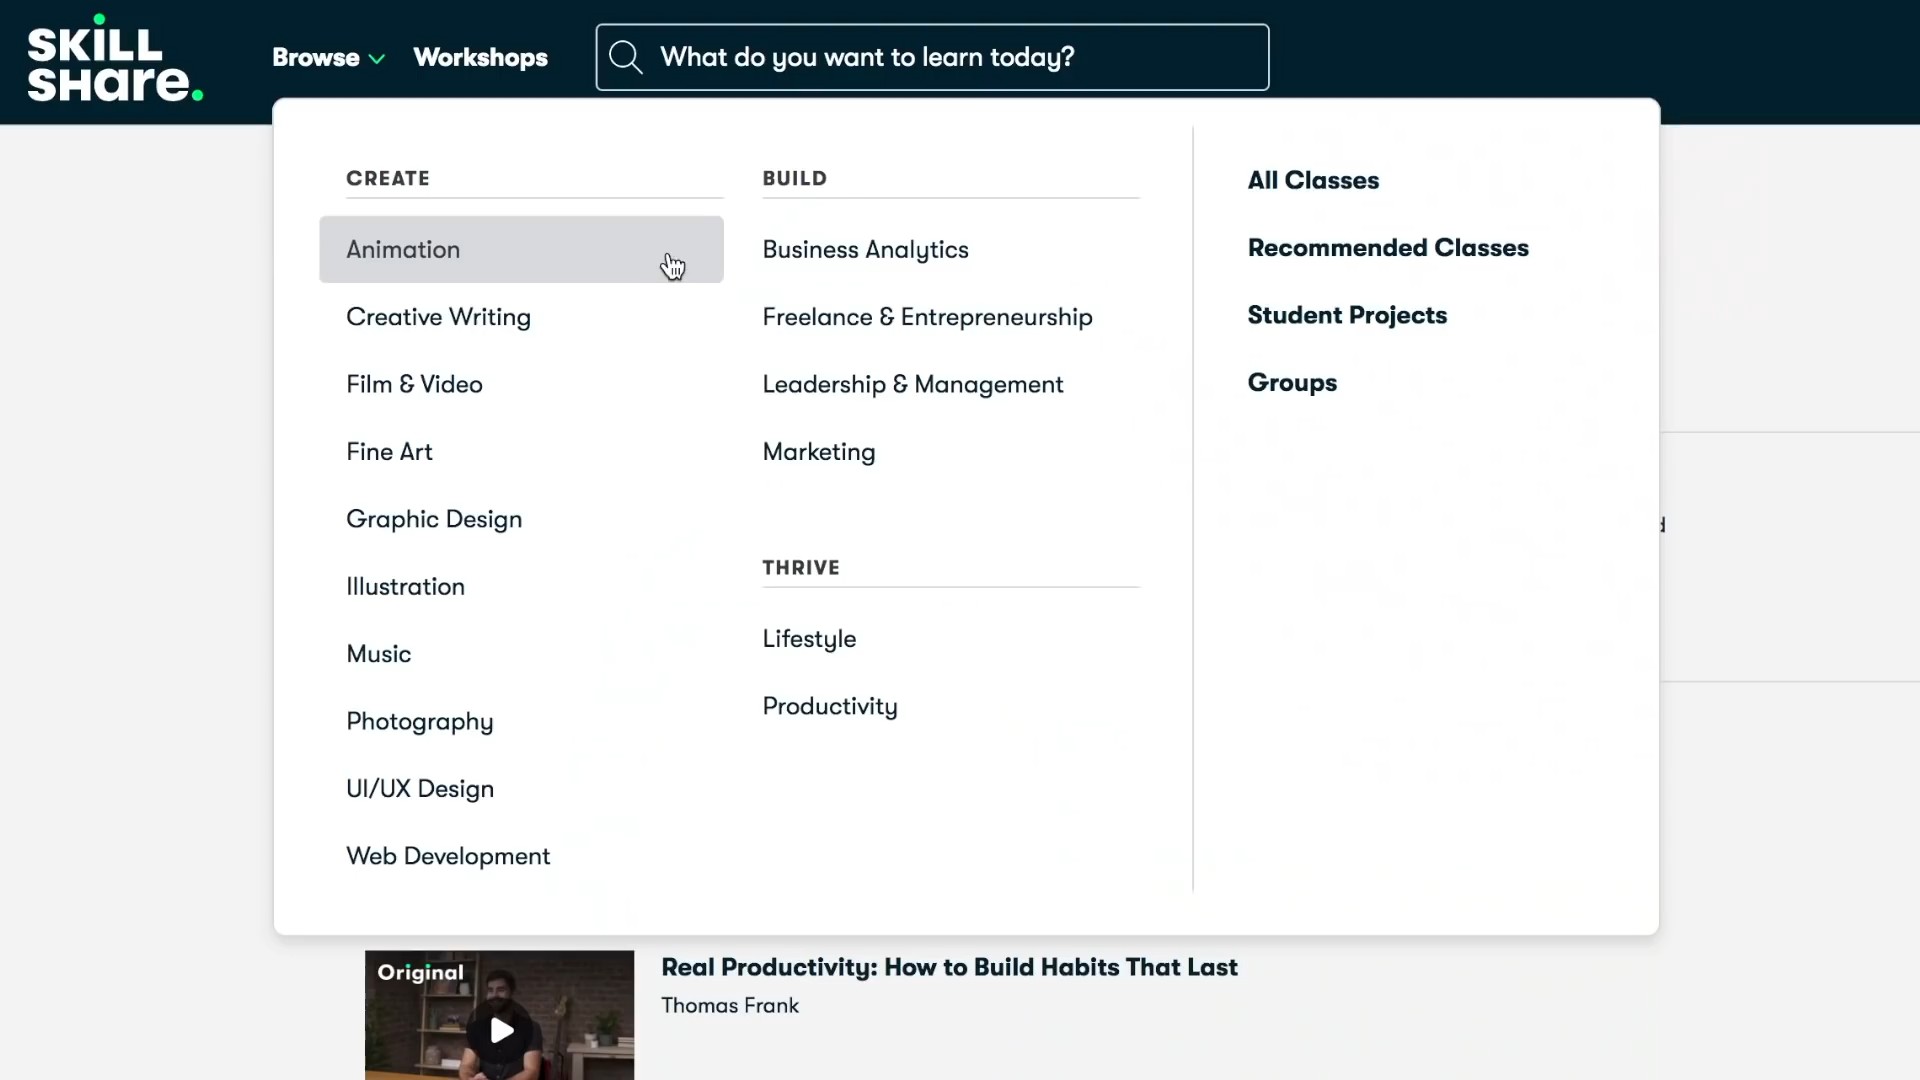 SKILL
SHare.
Browse
Workshops
What do you want to learn today?
CREATE
Animation
Creative Writing
Film & Video
Fine Art
Graphic Design
Illustration
Music
Photography
UI/UX Design
Web Development
BUILD
Business Analytics
Freelance & Entrepreneurship
Leadership & Management
Marketing
THRIVE
Lifestyle
Productivity
All Classes
Recommended Classes
Student Projects
Groups
Original
Real Productivity: How to Build Habits That Last
Thomas Frank